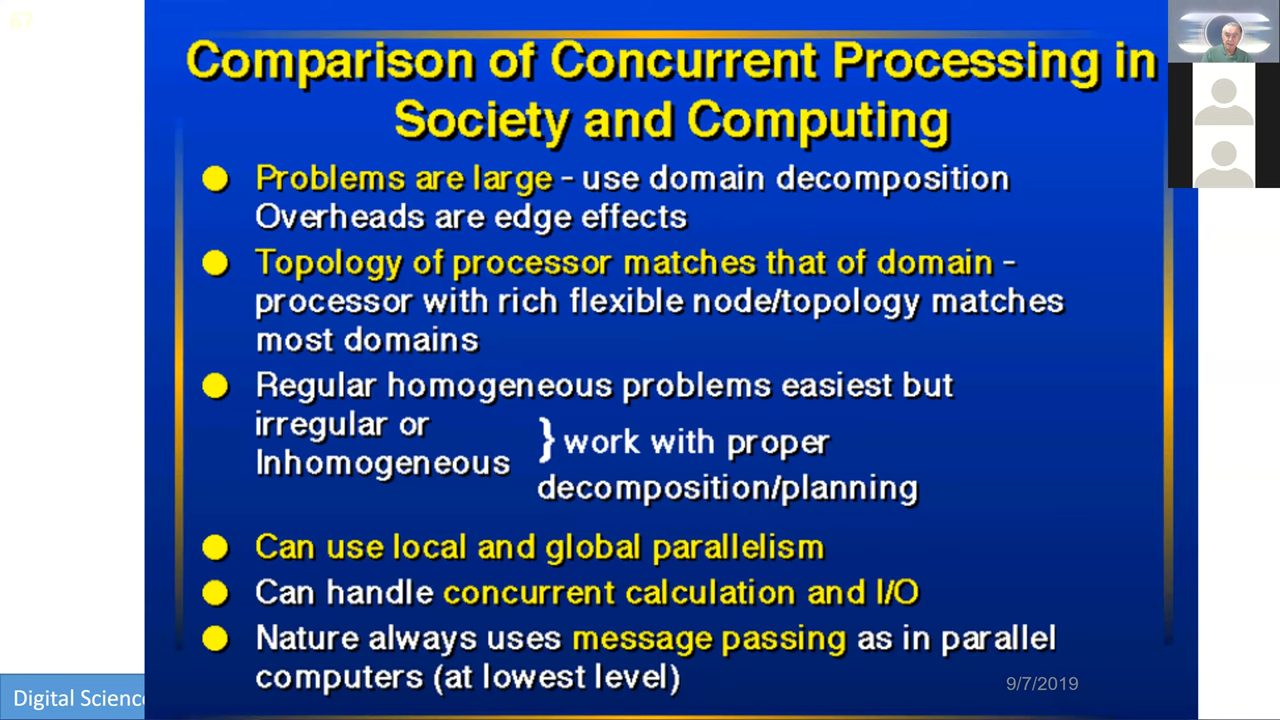 67
Comparison of Concurrent Processing in
Society and Computing
Problems are large - use domain decomposition
Overheads are edge effects
Topology of processor matches that of domain -
processor with rich flexible node/topology matches
most domains
Regular homogeneous problems easiest but
irregular or
Inhomogeneous
} work with proper
decomposition/planning
Can use local and global parallelism
Can handle concurrent calculation and I/O
Nature always uses message passing as in parallel
computers (at lowest level)
9/7/2019
Digital Science